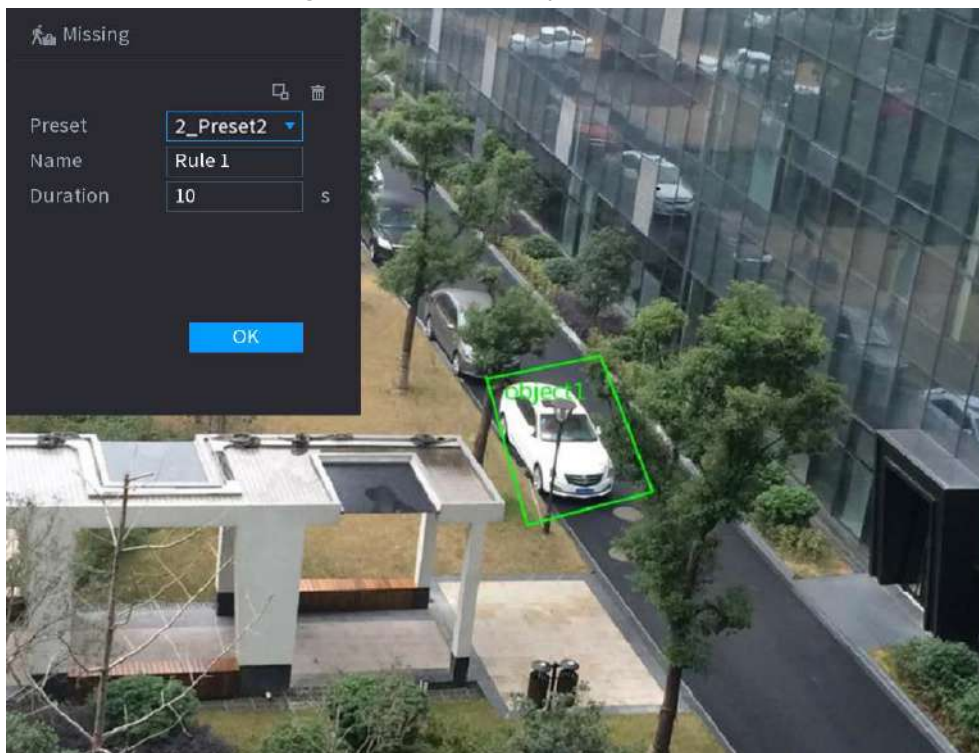 Missing
Preset 2_Preset2
Name Rule 1
Duration 10 s
OK
object1